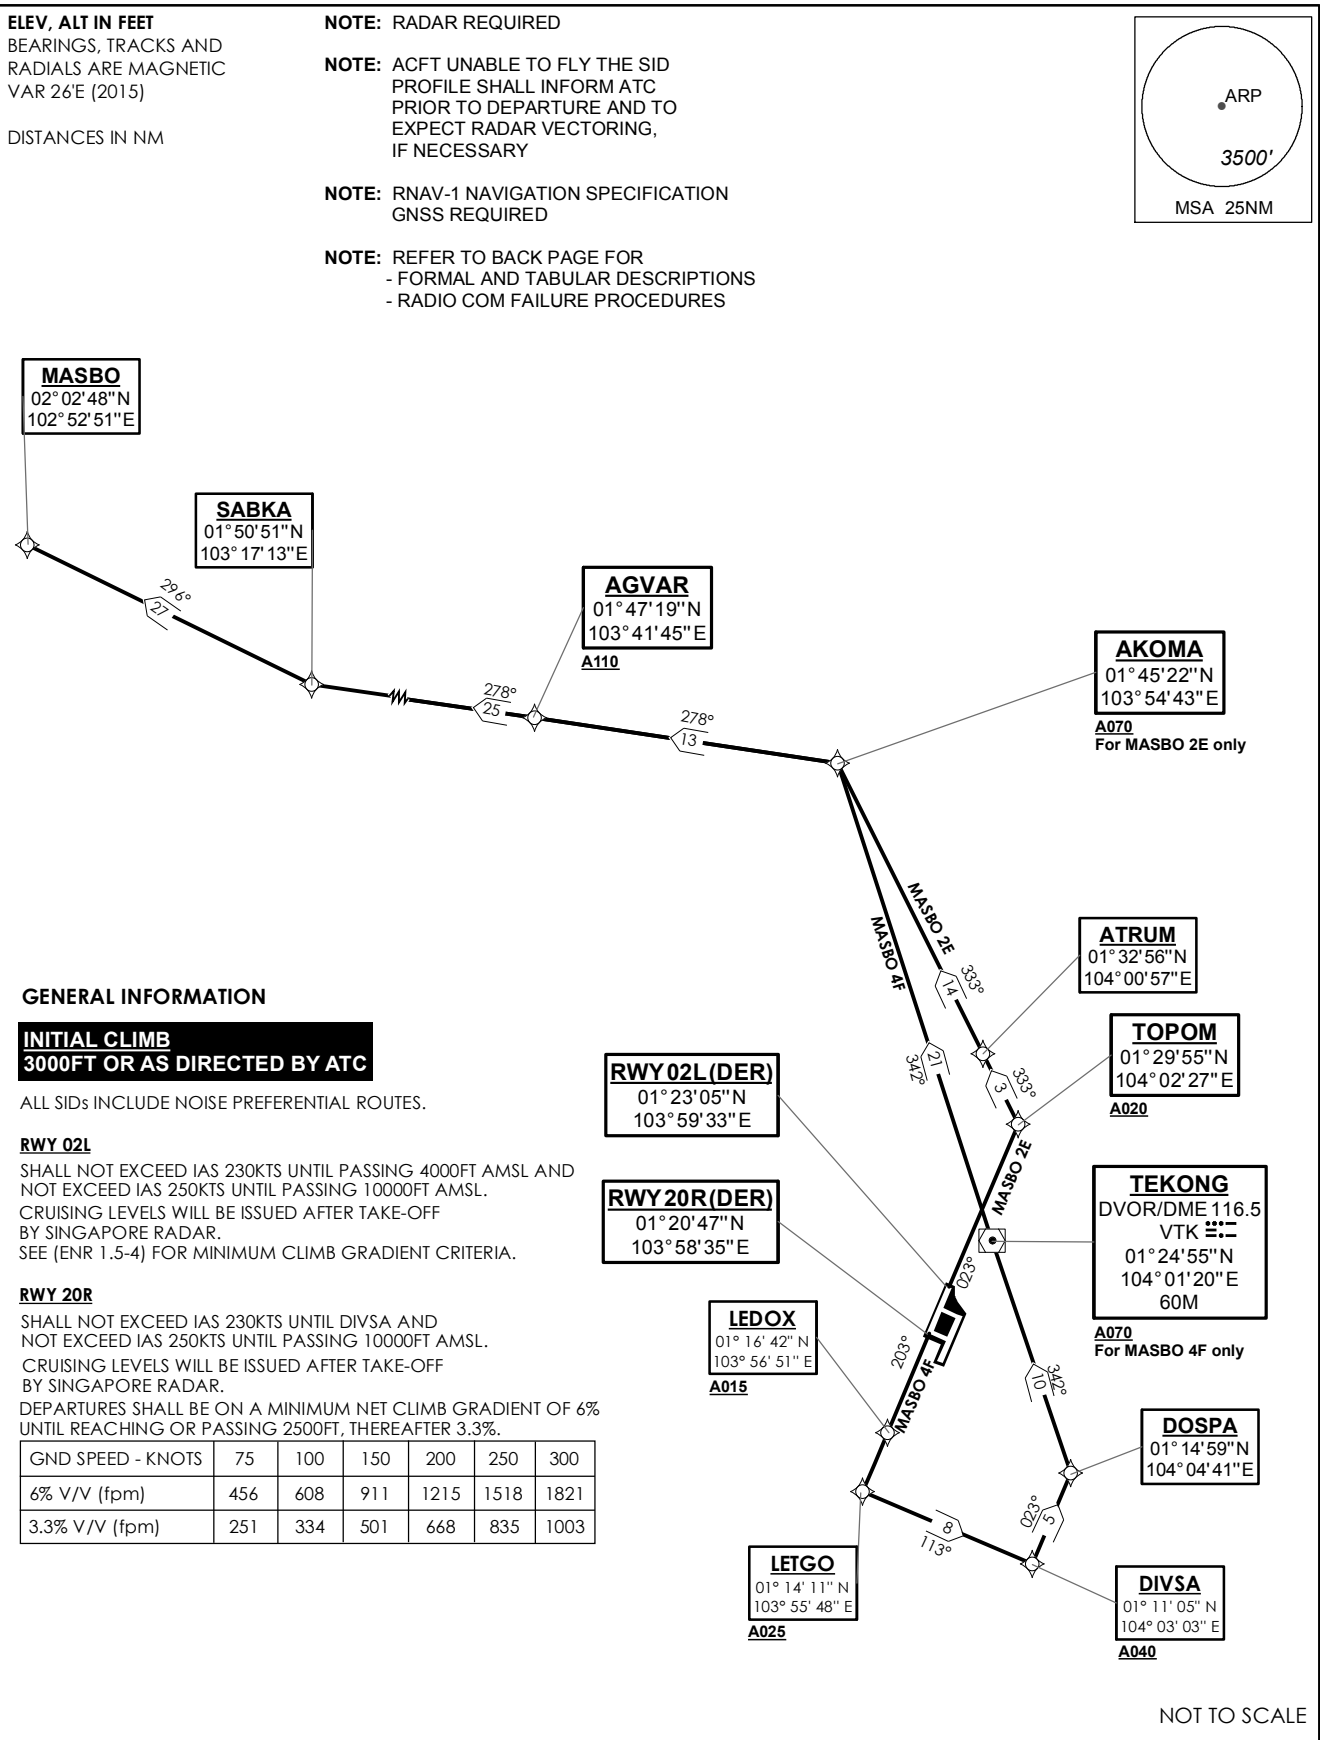 ELEV, ALT IN FEET
BEARINGS, TRACKS AND
RADIALS ARE MAGNETIC
VAR 26'E (2015)
DISTANCES IN NM
NOTE: RADAR REQUIRED
NOTE: ACFT UNABLE TO FLY THE SID
PROFILE SHALL INFORM ATC
PRIOR TO DEPARTURE AND TO
EXPECT RADAR VECTORING,
IF NECESSARY
NOTE: RNAV-1 NAVIGATION SPECIFICATION
GNSS REQUIRED
NOTE: REFER TO BACK PAGE FOR
- FORMAL AND TABULAR DESCRIPTIONS
- RADIO COM FAILURE PROCEDURES
ARP
3500'
MSA 25NM
MASBO
02°02'48"N
102°52'51"E
SABKA
01°50'51"N
103°17'13"E
AGVAR
01°47'19"N
103°41'45"E
A110
AKOMA
01°45'22"N
103°54'43"E
A070
For MASBO 2E only
296°
27
278°
25
278°
13
MASBO 2E
MASBO 4F
333°
14
ATRUM
01°32'56"N
104°00'57"E
TOPOM
01°29'55"N
104°02'27"E
A020
21
342°
333°
3
MASBO 2E
TEKONG
DVOR/DME 116.5
VTK
01°24'55"N
104°01'20"E
60M
A070
For MASBO 4F only
RWY02L(DER)
01°23'05"N
103°59'33"E
RWY20R(DER)
01°20'47"N
103°58'35"E
023°
203°
MASBO 4F
LEDOX
01° 16' 42" N
103° 56' 51" E
A015
342°
10
DOSPA
01°14'59"N
104°04'41"E
023°
5
8
113°
LETGO
01° 14' 11" N
103° 55' 48" E
A025
DIVSA
01° 11' 05" N
104° 03' 03" E
A040
GENERAL INFORMATION
INITIAL CLIMB
3000FT OR AS DIRECTED BY ATC
ALL SIDs INCLUDE NOISE PREFERENTIAL ROUTES.
RWY 02L
SHALL NOT EXCEED IAS 230KTS UNTIL PASSING 4000FT AMSL AND
NOT EXCEED IAS 250KTS UNTIL PASSING 10000FT AMSL.
CRUISING LEVELS WILL BE ISSUED AFTER TAKE-OFF
BY SINGAPORE RADAR.
SEE (ENR 1.5-4) FOR MINIMUM CLIMB GRADIENT CRITERIA.
RWY 20R
SHALL NOT EXCEED IAS 230KTS UNTIL DIVSA AND
NOT EXCEED IAS 250KTS UNTIL PASSING 10000FT AMSL.
CRUISING LEVELS WILL BE ISSUED AFTER TAKE-OFF
BY SINGAPORE RADAR.
DEPARTURES SHALL BE ON A MINIMUM NET CLIMB GRADIENT OF 6%
UNTIL REACHING OR PASSING 2500FT, THEREAFTER 3.3%.
GND SPEED - KNOTS 75 100 150 200 250 300
6% V/V (fpm) 456 608 911 1215 1518 1821
3.3% V/V (fpm) 251 334 501 668 835 1003
NOT TO SCALE